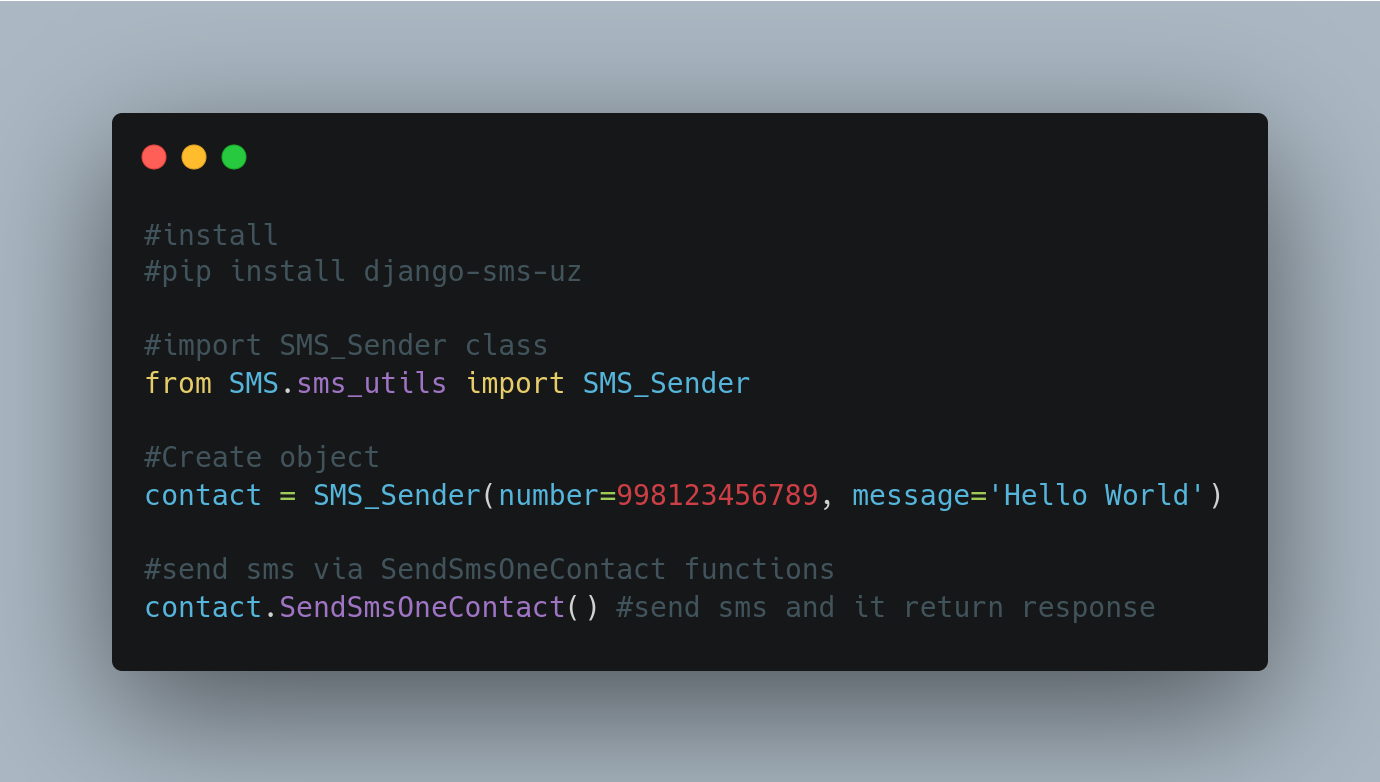 #install
#pip install django-sms-uz
#import SMS_Sender class
from SMS.sms_utils import SMS_Sender
#Create object
contact = SMS_Sender(number=998123456789, message='Hello World')
#send sms via SendSmsOneContact functions
contact.SendSmsOneContact() #send sms and it return response